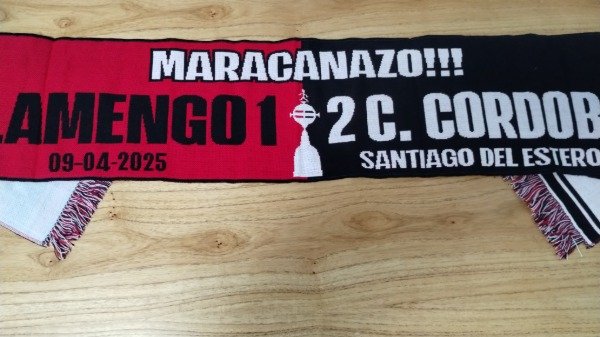 MARACANAZO!!!
LAMENGO 1 2 C. CORDOB
09-04-2025 SANTIAGO DEL ESTERO